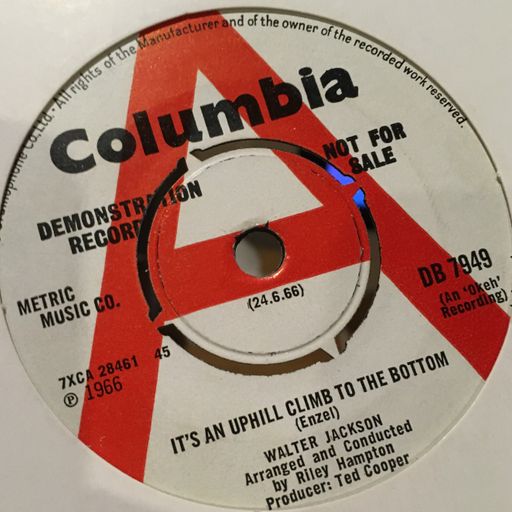 mophone Co. Ltd. - All rights of the Manufacturer and of the owner of the recorded work reserved.
Columbia
DEMONSTRATION
RECORD
NOT FOR
SALE
METRIC
MUSIC CO.
(24.6.66)
DB 7949
(An 'Okeh'
Recording)
7XCA 28461 45
Ⓟ 1966
IT'S AN UPHILL CLIMB TO THE BOTTOM
(Enzel)
WALTER JACKSON
Arranged and Conducted
by Riley Hampton
Producer: Ted Cooper